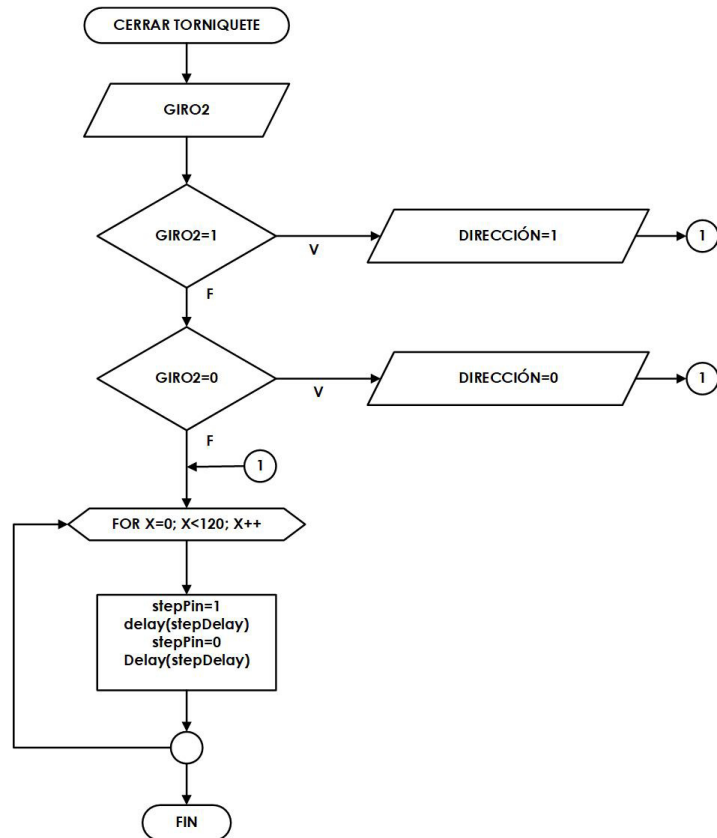 CERRAR TORNIQUETE
GIRO2
GIRO2=1
V
DIRECCIÓN=1
1
F
GIRO2=0
V
DIRECCIÓN=0
1
F
1
FOR X=0; X<120; X++
stepPin=1
delay(stepDelay)
stepPin=0
Delay(stepDelay)
FIN